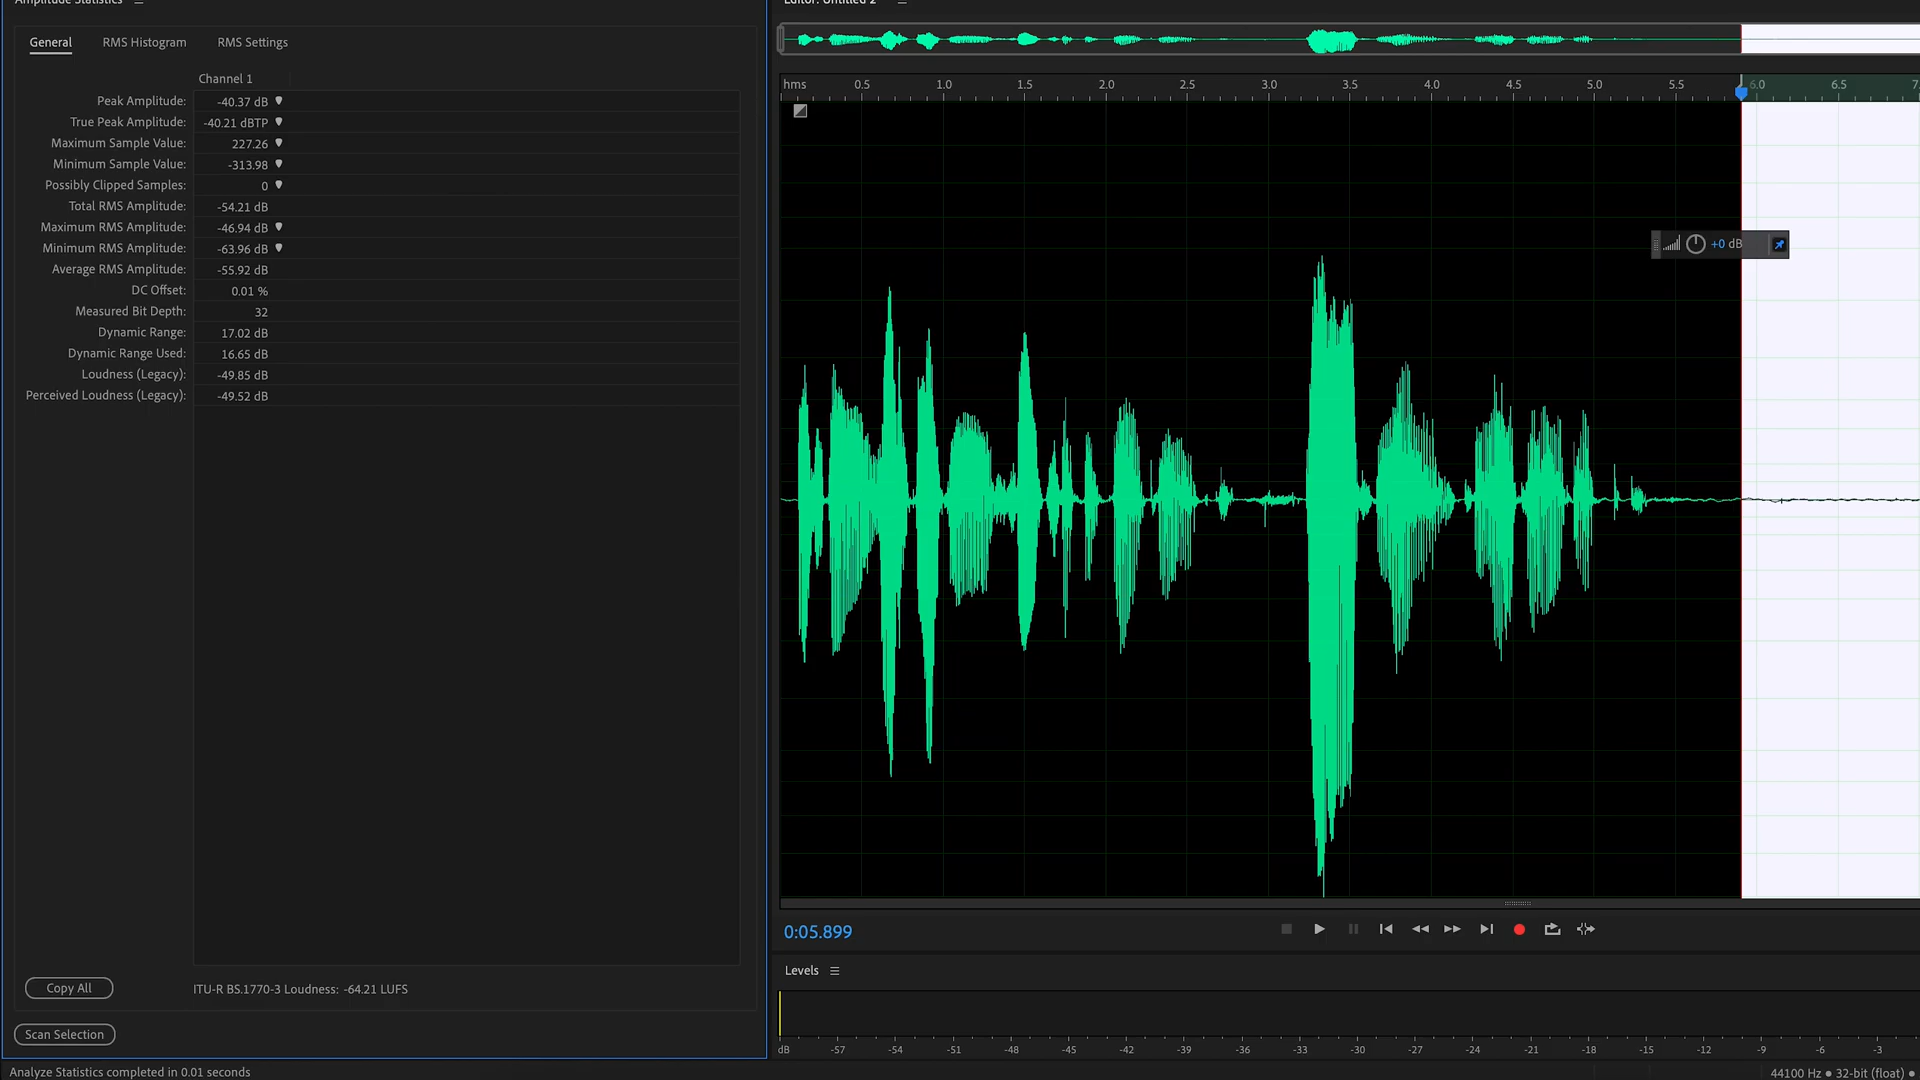 Amplitude Statistics
Editor: Untitled 2
General RMS Histogram RMS Settings
Channel 1
Peak Amplitude: -40.37 dB
True Peak Amplitude: -40.21 dBTP
Maximum Sample Value: 227.26
Minimum Sample Value: -313.98
Possibly Clipped Samples: 0
Total RMS Amplitude: -54.21 dB
Maximum RMS Amplitude: -46.94 dB
Minimum RMS Amplitude: -63.96 dB
Average RMS Amplitude: -55.92 dB
DC Offset: 0.01 %
Measured Bit Depth: 32
Dynamic Range: 17.02 dB
Dynamic Range Used: 16.65 dB
Loudness (Legacy): -49.85 dB
Perceived Loudness (Legacy): -49.52 dB
Copy All
ITU-R BS.1770-3 Loudness: -64.21 LUFS
Scan Selection
Analyze Statistics completed in 0.01 seconds
hms 0.5 1.0 1.5 2.0 2.5 3.0 3.5 4.0 4.5 5.0 5.5 6.0 6.5
+0 dB
0:05.899
Levels
dB -57 -54 -51 -48 -45 -42 -39 -36 -33 -30 -27 -24 -21 -18 -15 -12 -9 -6 -3
44100 Hz ● 32-bit (float) ●